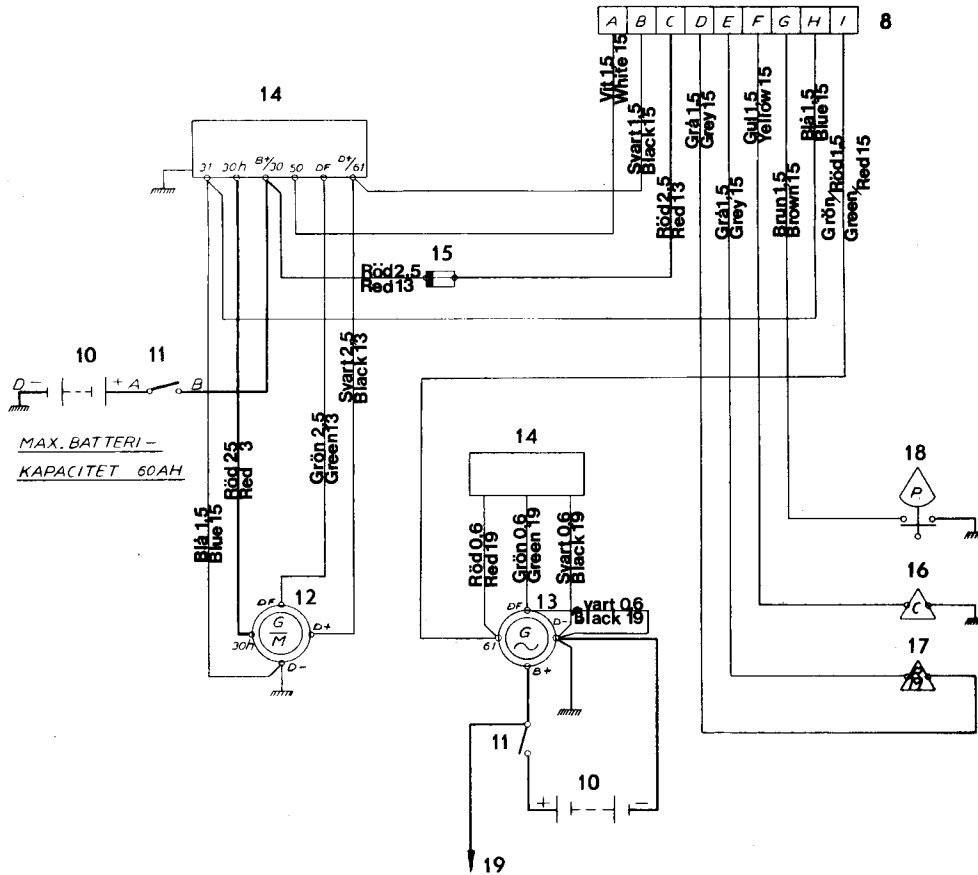 A B C D E F G H I
8
Vit 1,5
White 15
Svart 1,5
Black 15
Röd 2,5
Red 13
Grå 1,5
Grey 15
Grå 1,5
Grey 15
Gul 1,5
Yellow 15
Brun 1,5
Brown 15
Blå 1,5
Blue 15
Grön/Röd 1,5
Green/Red 15
14
31 30h B+/30 50 DF D+/61
15
Röd 2,5
Red 13
Svart 2,5
Black 13
10
11
D - + A B
MAX. BATTERI -
KAPACITET 60AH
Röd 25
Red 3
Grön 2,5
Green 13
Blå 1,5
Blue 15
12
DF
G
M
D+
30H
D-
14
Röd 0,6
Red 19
Grön 0,6
Green 19
Svart 0,6
Black 19
13
DF
D-
vart 0,6
Black 19
G
61
B+
11
10
+ -
19
18
P
16
C
17